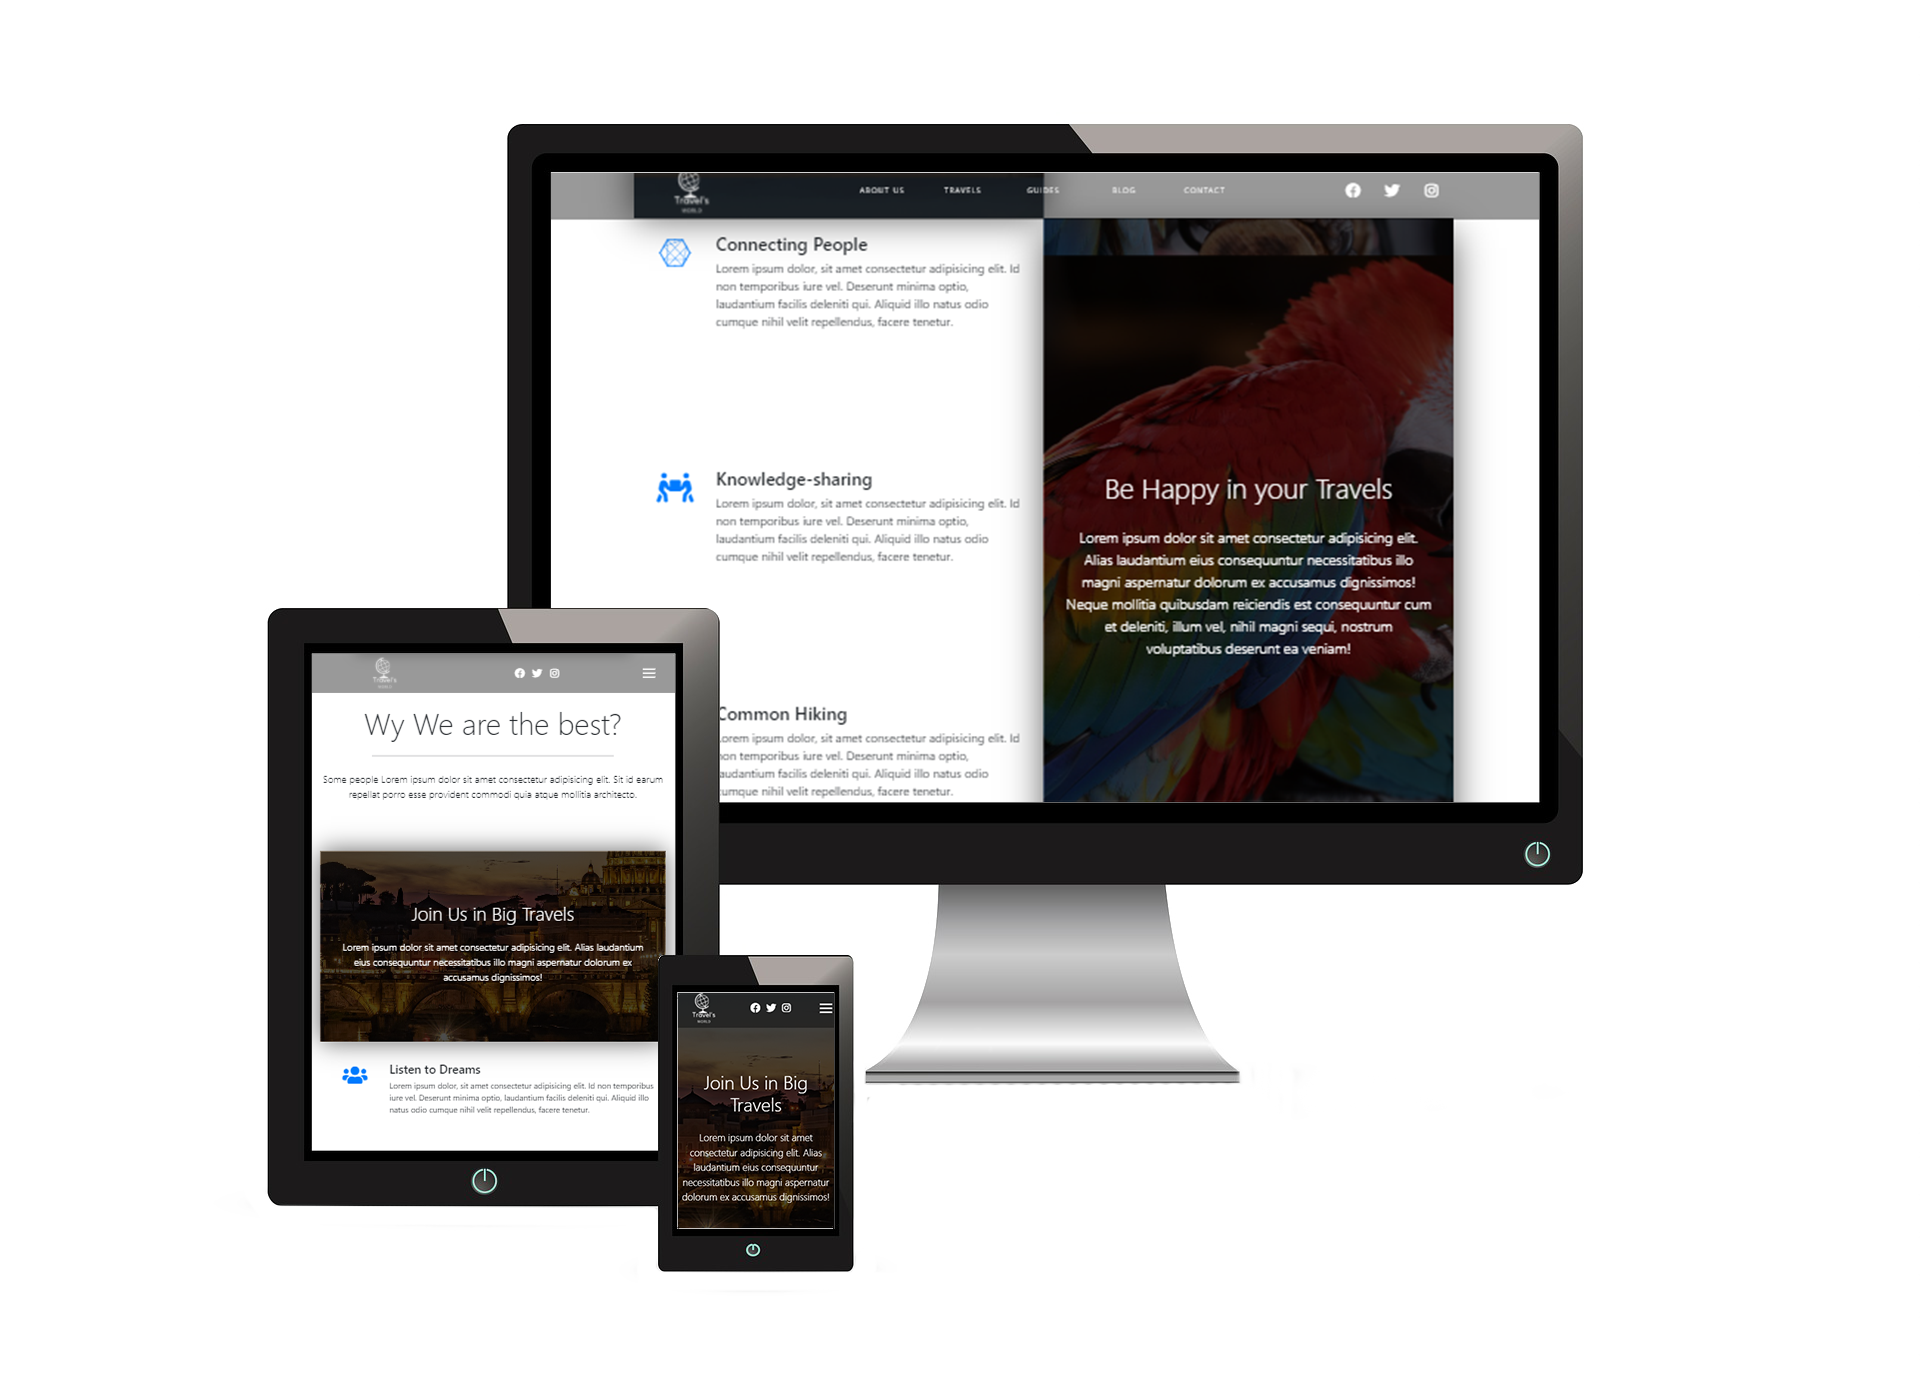 Travel's
WORLD
ABOUT US
TRAVELS
GUIDES
BLOG
CONTACT
Connecting People
Lorem ipsum dolor, sit amet consectetur adipisicing elit. Id
non temporibus iure vel. Deserunt minima optio,
laudantium facilis deleniti qui. Aliquid illo natus odio
cumque nihil velit repellendus, facere tenetur.
Knowledge-sharing
Lorem ipsum dolor, sit amet consectetur adipisicing elit. Id
non temporibus iure vel. Deserunt minima optio,
laudantium facilis deleniti qui. Aliquid illo natus odio
cumque nihil velit repellendus, facere tenetur.
Common Hiking
Lorem ipsum dolor, sit amet consectetur adipisicing elit. Id
non temporibus iure vel. Deserunt minima optio,
laudantium facilis deleniti qui. Aliquid illo natus odio
cumque nihil velit repellendus, facere tenetur.
Be Happy in your Travels
Lorem ipsum dolor sit amet consectetur adipisicing elit.
Alias laudantium eius consequuntur necessitatibus illo
magni aspernatur dolorum ex accusamus dignissimos!
Neque mollitia quibusdam reiciendis est consequuntur cum
et deleniti, illum vel, nihil magni sequi, nostrum
voluptatibus deserunt ea veniam!
Travel's
WORLD
Wy We are the best?
Some people Lorem ipsum dolor sit amet consectetur adipisicing elit. Sit id earum
repellat porro esse provident commodi quia atque mollitia architecto.
Join Us in Big Travels
Lorem ipsum dolor sit amet consectetur adipisicing elit. Alias laudantium
eius consequuntur necessitatibus illo magni aspernatur dolorum ex
accusamus dignissimos!
Listen to Dreams
Lorem ipsum dolor, sit amet consectetur adipisicing elit. Id non temporibus
iure vel. Deserunt minima optio, laudantium facilis deleniti qui. Aliquid illo
natus odio cumque nihil velit repellendus, facere tenetur.
Travel's
WORLD
Join Us in Big
Travels
Lorem ipsum dolor sit amet
consectetur adipisicing elit. Alias
laudantium eius consequuntur
necessitatibus illo magni aspernatur
dolorum ex accusamus dignissimos!